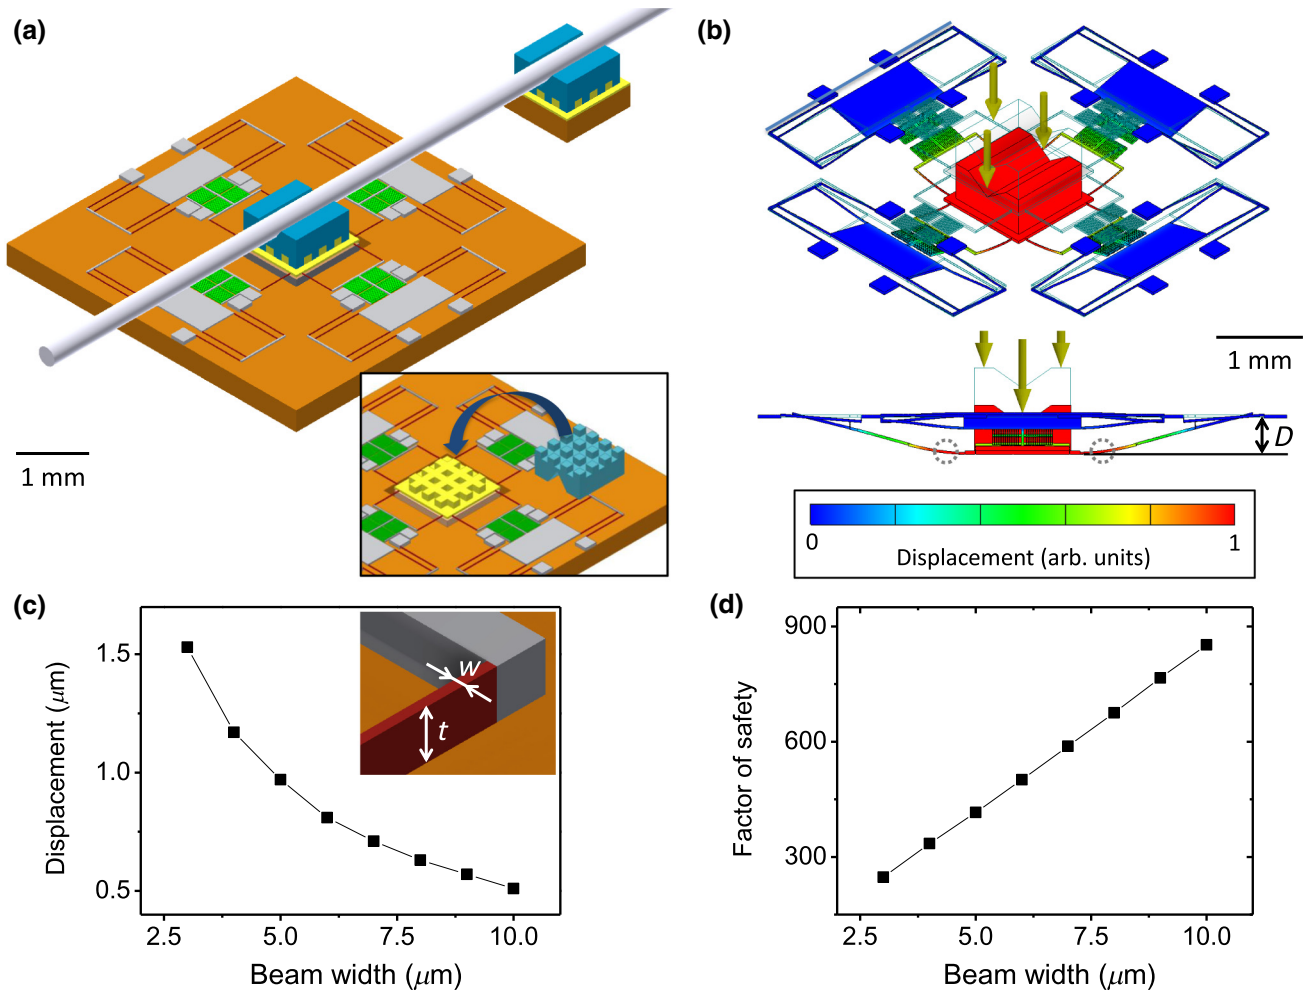 (a)
1 mm
(b)
1 mm
D
0
1
Displacement (arb. units)
(c)
Displacement (μm)
1.5
1.0
0.5
w
t
2.5
5.0
7.5
10.0
Beam width (μm)
(d)
Factor of safety
900
600
300
2.5
5.0
7.5
10.0
Beam width (μm)